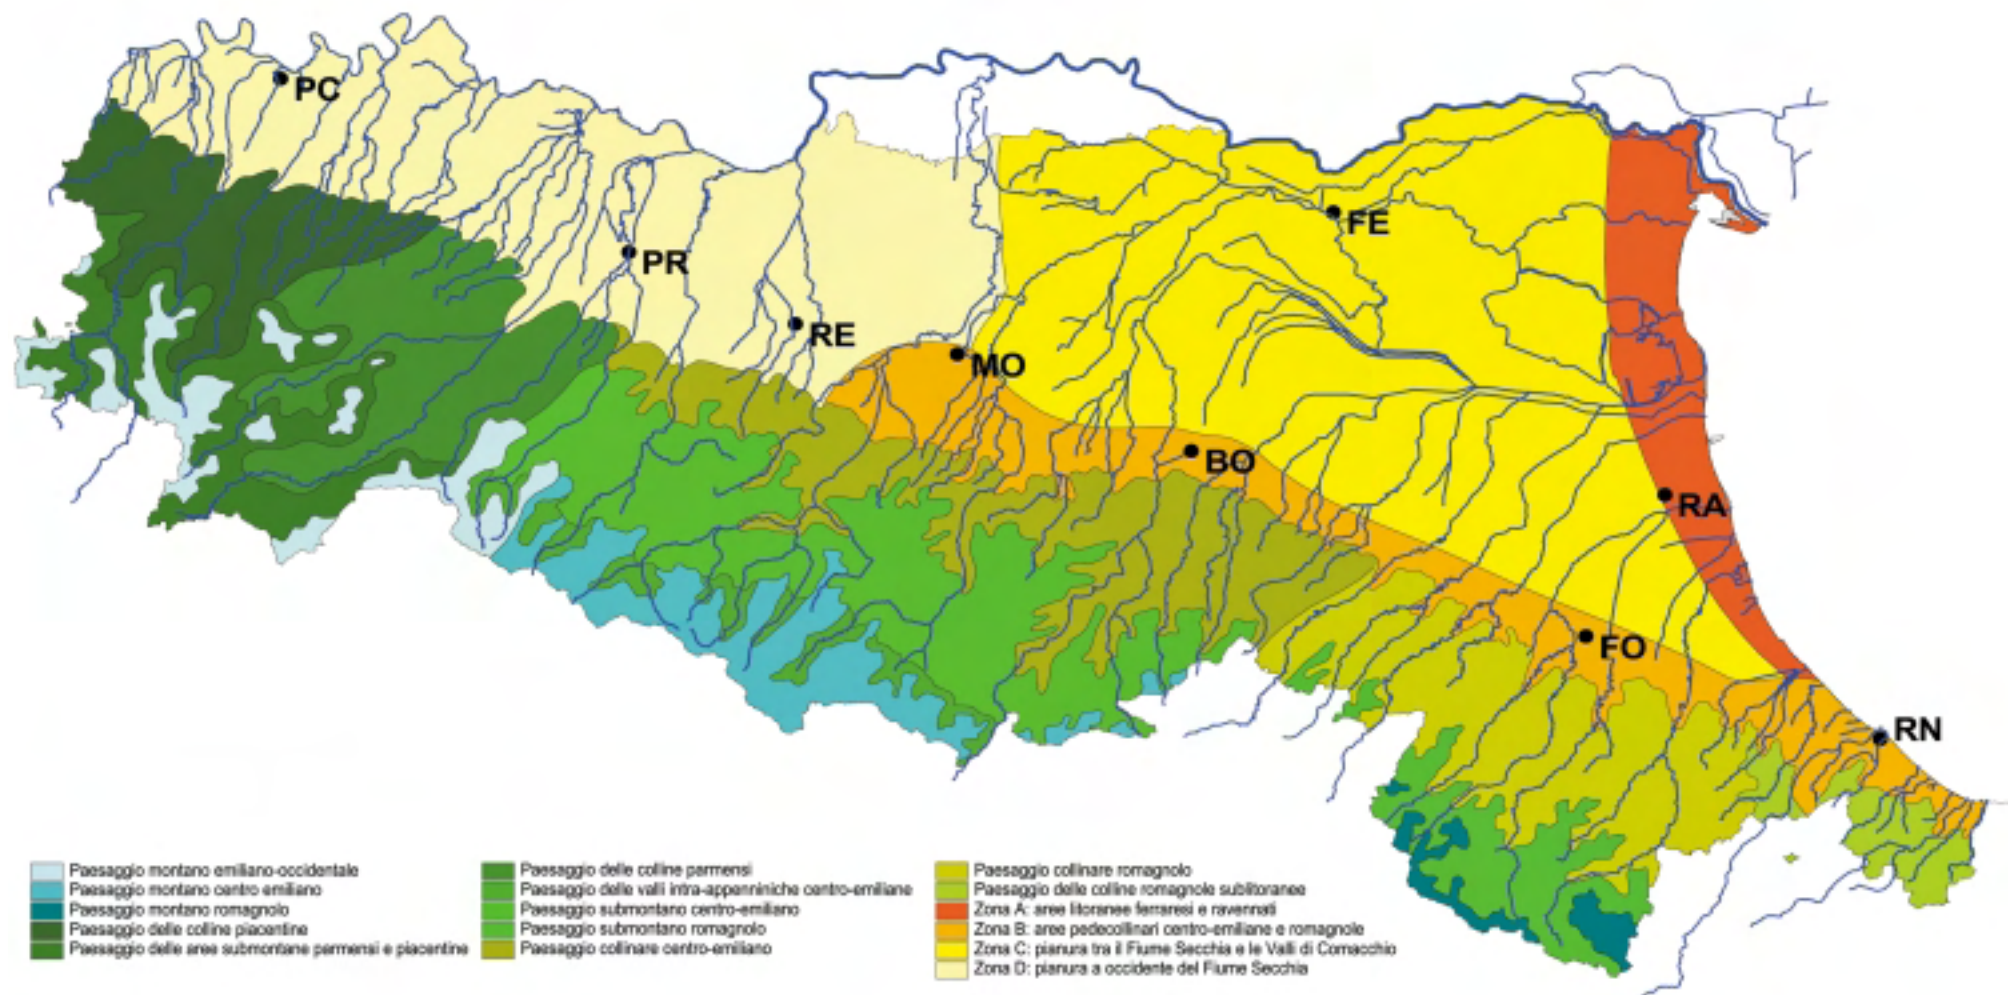 PC
FE
PR
RE
MO
BO
RA
FO
RN
Paesaggio montano emiliano-occidentale
Paesaggio montano centro emiliano
Paesaggio montano romagnolo
Paesaggio delle colline piacentine
Paesaggio delle aree submontane parmensi e piacentine
Paesaggio delle colline parmensi
Paesaggio delle valli intra-appenniniche centro-emiliane
Paesaggio submontano centro-emiliano
Paesaggio submontano romagnolo
Paesaggio collinare centro-emiliano
Paesaggio collinare romagnolo
Paesaggio delle colline romagnole sublitoranee
Zona A: aree litoranee ferraresi e ravennati
Zona B: aree pedecollinari centro-emiliane e romagnole
Zona C: pianura tra il Fiume Secchia e le Valli di Comacchio
Zona D: pianura a occidente del Fiume Secchia